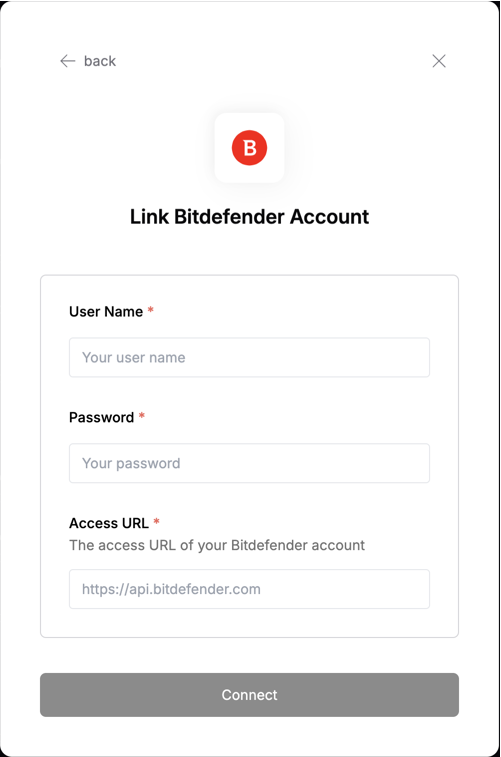 back
B
Link Bitdefender Account
User Name *
Your user name
Password *
Your password
Access URL *
The access URL of your Bitdefender account
https://api.bitdefender.com
Connect